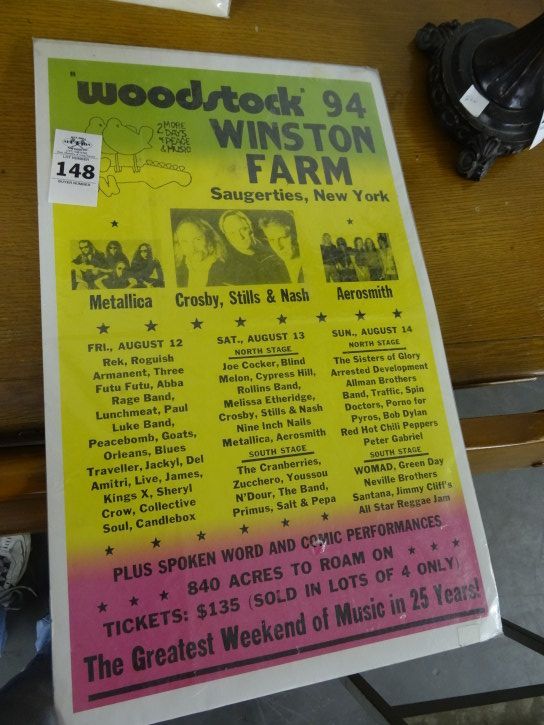 "woodstock" 94
2 MORE
DAYS
of PEACE
& MUSIC
WINSTON
FARM
Saugerties, New York
LOT NUMBER
148
BUYER NUMBER
Metallica
Crosby, Stills & Nash
Aerosmith
FRI., AUGUST 12
Rek, Roguish
Armanent, Three
Futu Futu, Abba
Rage Band,
Lunchmeat, Paul
Luke Band,
Peacebomb, Goats,
Orleans, Blues
Traveller, Jackyl, Del
Amitri, Live, James,
Kings X, Sheryl
Crow, Collective
Soul, Candlebox
SAT., AUGUST 13
NORTH STAGE
Joe Cocker, Blind
Melon, Cypress Hill,
Rollins Band,
Melissa Etheridge,
Crosby, Stills & Nash
Nine Inch Nails
Metallica, Aerosmith
SOUTH STAGE
The Cranberries,
Zucchero, Youssou
N'Dour, The Band,
Primus, Salt & Pepa
SUN., AUGUST 14
NORTH STAGE
The Sisters of Glory
Arrested Development
Allman Brothers
Band, Traffic, Spin
Doctors, Porno for
Pyros, Bob Dylan
Red Hot Chili Peppers
Peter Gabriel
SOUTH STAGE
WOMAD, Green Day
Neville Brothers
Santana, Jimmy Cliff's
All Star Reggae Jam
PLUS SPOKEN WORD AND COMIC PERFORMANCES
840 ACRES TO ROAM ON
TICKETS: $135 (SOLD IN LOTS OF 4 ONLY)
The Greatest Weekend of Music in 25 Years!